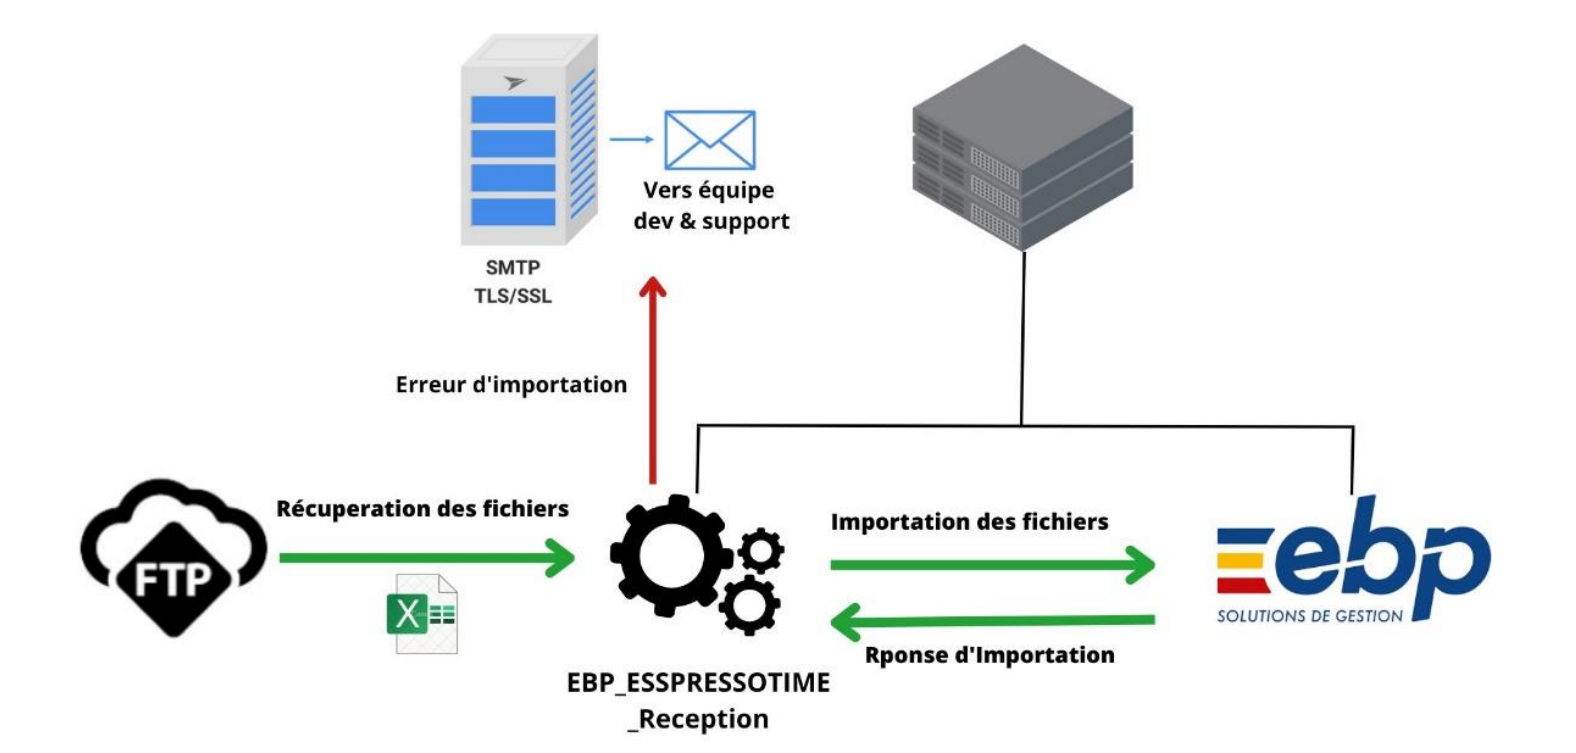 Vers équipe
dev & support
SMTP
TLS/SSL
Erreur d'importation
Récuperation des fichiers
Importation des fichiers
FTP
X
ebp
SOLUTIONS DE GESTION
Rponse d'Importation
EBP_ESSPRESSOTIME
_Reception